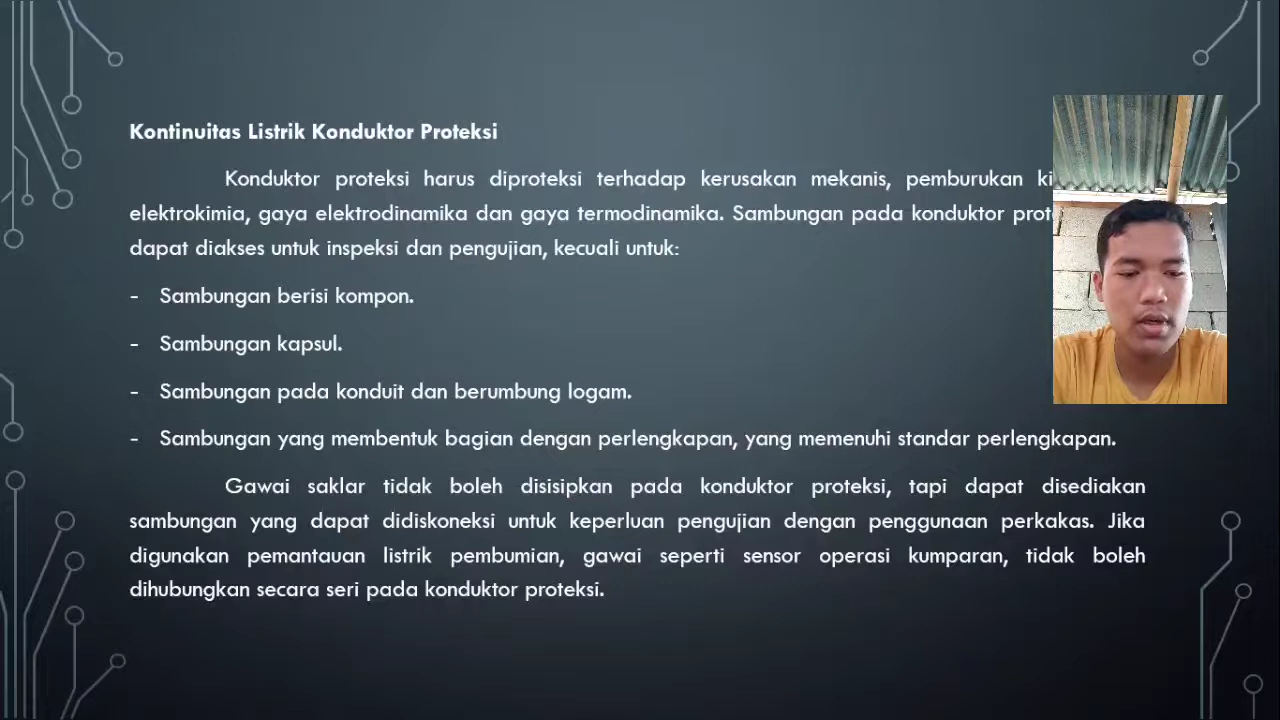 Kontinuitas Listrik Konduktor Proteksi
Konduktor proteksi harus diproteksi terhadap kerusakan mekanis, pemburukan
elektrokimia, gaya elektrodinamika dan gaya termodinamika. Sambungan pada konduktor
dapat diakses untuk inspeksi dan pengujian, kecuali untuk:
- Sambungan berisi kompon.
- Sambungan kapsul.
- Sambungan pada konduit dan berumbung logam.
- Sambungan yang membentuk bagian dengan perlengkapan, yang memenuhi standar perlengkapan.
Gawai saklar tidak boleh disisipkan pada konduktor proteksi, tapi dapat disediakan
sambungan yang dapat didiskoneksi untuk keperluan pengujian dengan penggunaan perkakas. Jika
digunakan pemantauan listrik pembumian, gawai seperti sensor operasi kumparan, tidak boleh
dihubungkan secara seri pada konduktor proteksi.